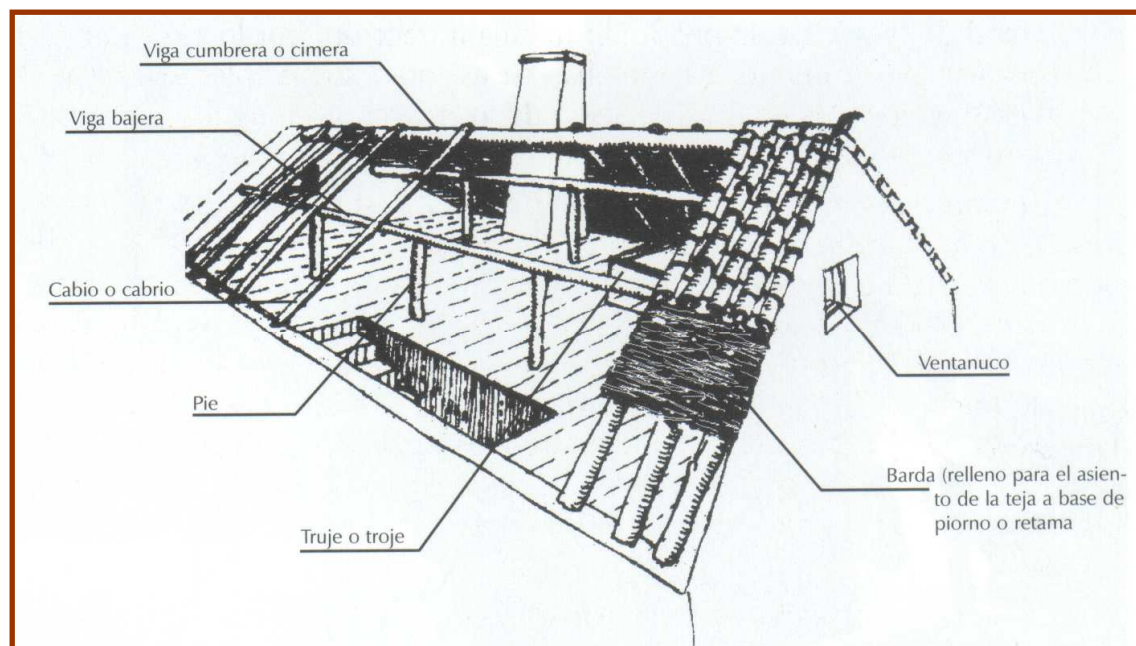 Viga cumbrera o cimera
Viga bajera
Cabio o cabrio
Pie
Ventanuco
Barda (relleno para el asien-
to de la teja a base de
piorno o retama
Truje o troje